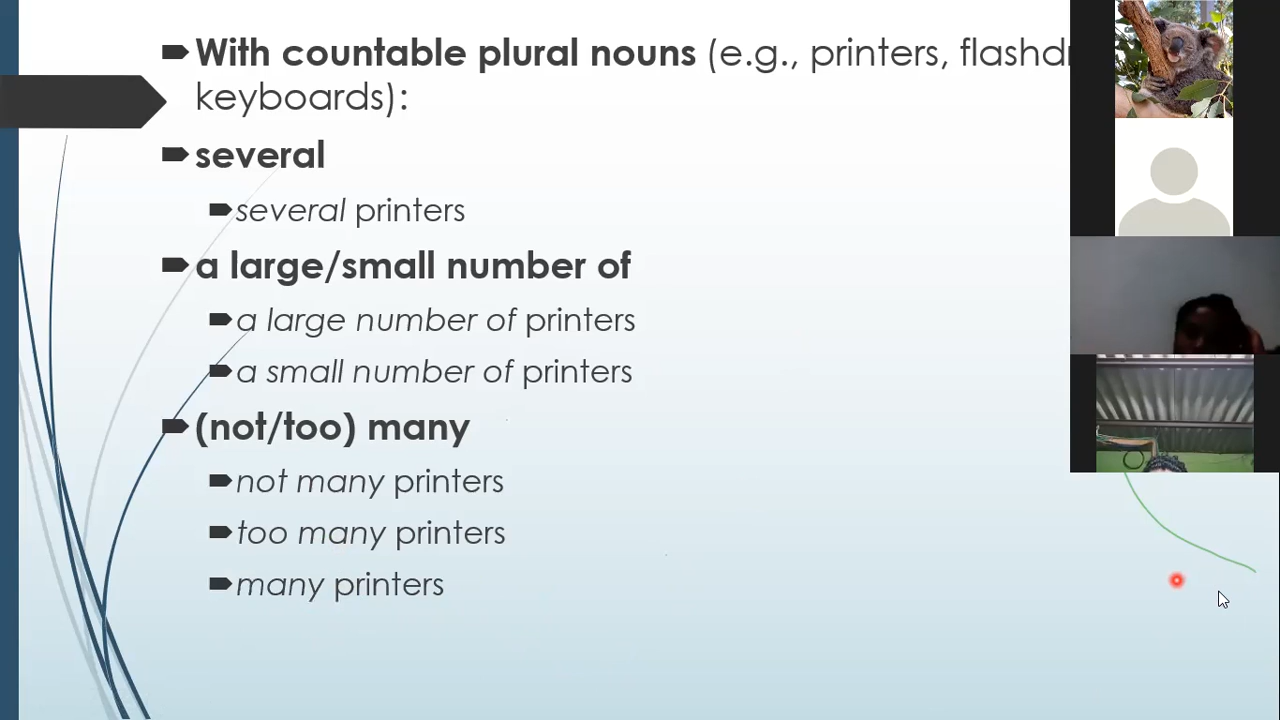 With countable plural nouns (e.g., printers,
keyboards):
several
several printers
a large/small number of
a large number of printers
a small number of printers
(not/too) many
not many printers
too many printers
many printers